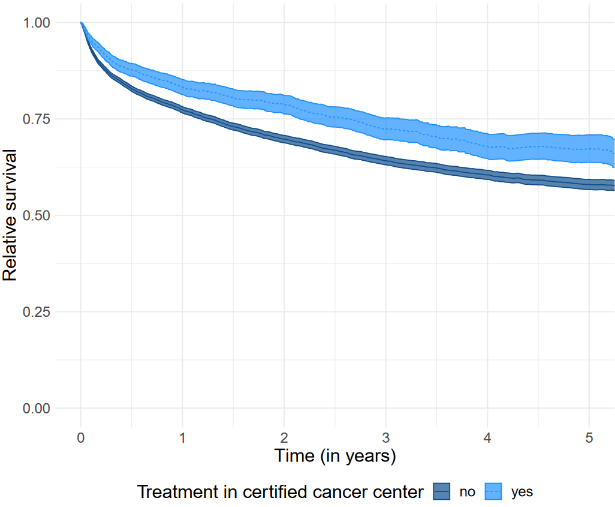 1.00
0.75
0.50
0.25
0.00
Relative survival
0 1 2 3 4 5
Time (in years)
Treatment in certified cancer center no yes